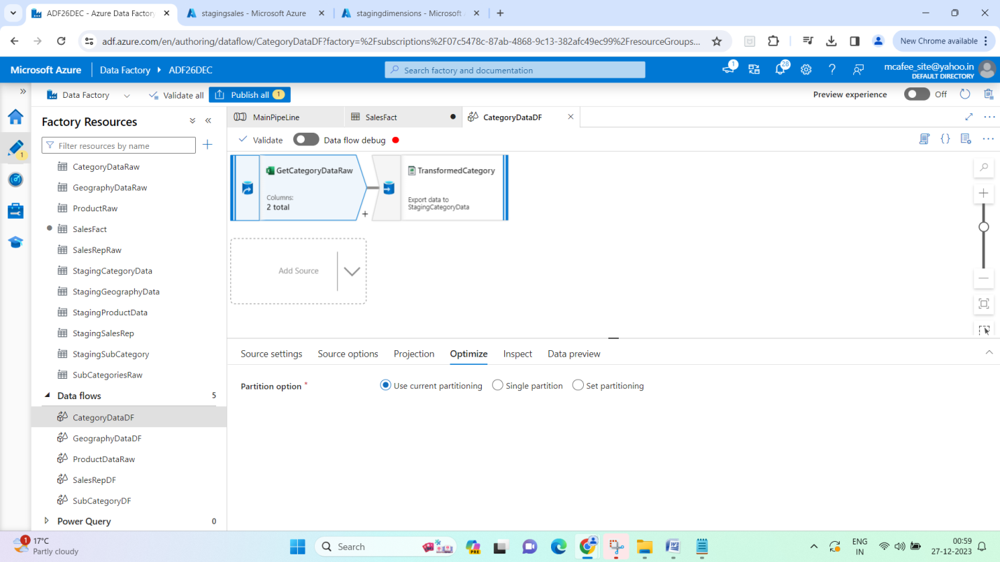 ADF26DEC - Azure Data Factory
stagingsales - Microsoft Azure
stagingdimensions - Microsoft
adf.azure.com/en/authoring/dataflow/CategoryDataDF?factory=%2Fsubscriptions%2F07c5478c-87ab-4868-9c13-382afc49ec99%2FresourceGroups...
New Chrome available
Microsoft Azure
Data Factory
ADF26DEC
Search factory and documentation
1
28
mcafee_site@yahoo.in
DEFAULT DIRECTORY
Data Factory
Validate all
Publish all 1
Preview experience
Off
1
Factory Resources
Filter resources by name
CategoryDataRaw
GeographyDataRaw
ProductRaw
SalesFact
SalesRepRaw
StagingCategoryData
StagingGeographyData
StagingProductData
StagingSalesRep
StagingSubCategory
SubCategoriesRaw
Data flows 5
CategoryDataDF
GeographyDataDF
ProductDataRaw
SalesRepDF
SubCategoryDF
Power Query 0
MainPipeLine
SalesFact
CategoryDataDF
Validate
Data flow debug
GetCategoryDataRaw
Columns:
2 total
TransformedCategory
Export data to
StagingCategoryData
Add Source
Source settings
Source options
Projection
Optimize
Inspect
Data preview
Partition option *
Use current partitioning
Single partition
Set partitioning
1
17°C
Partly cloudy
Search
PRE
ENG
IN
00:59
27-12-2023